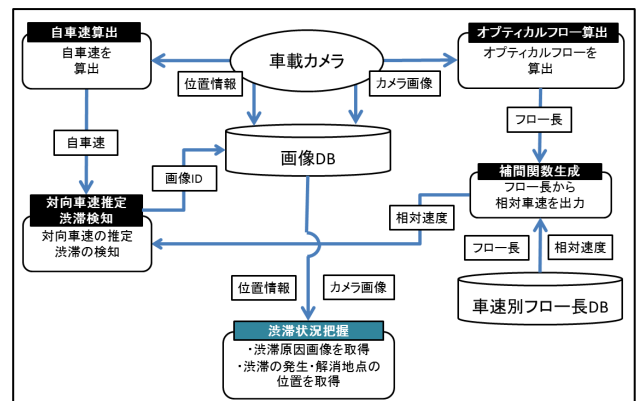 自車速算出
自車速を
算出
車載カメラ
オプティカルフロー算出
オプティカルフローを
算出
位置情報
カメラ画像
自車速
画像DB
フロー長
画像ID
補間関数生成
フロー長から
相対車速を出力
対向車速推定
渋滞検知
対向車速の推定
渋滞の検知
相対速度
フロー長
相対速度
位置情報
カメラ画像
車速別フロー長DB
渋滞状況把握
・渋滞原因画像を取得
・渋滞の発生・解消地点の
位置を取得